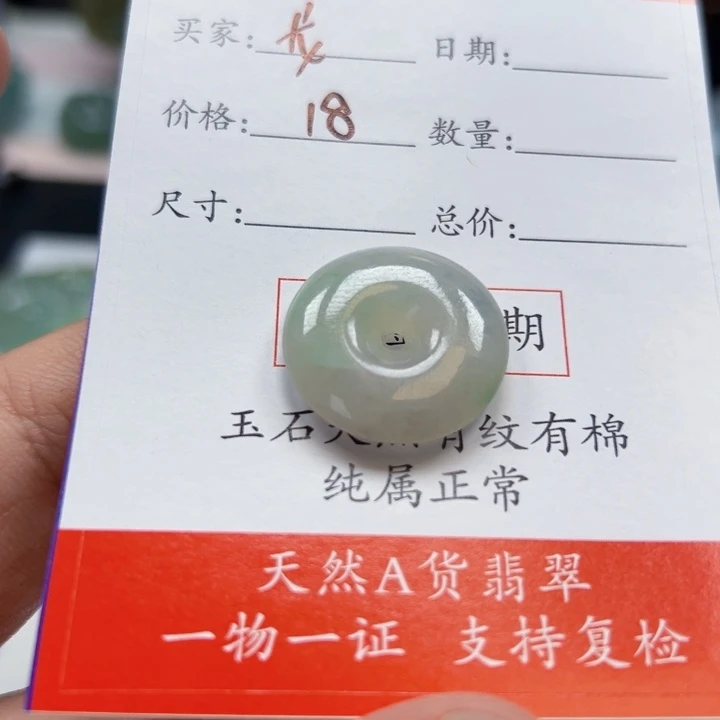 买家: 日期:
价格: 18 数量:
尺寸: 总价:
期
玉石 有纹有棉
纯属正常
天然A货翡翠
一物一证 支持复检